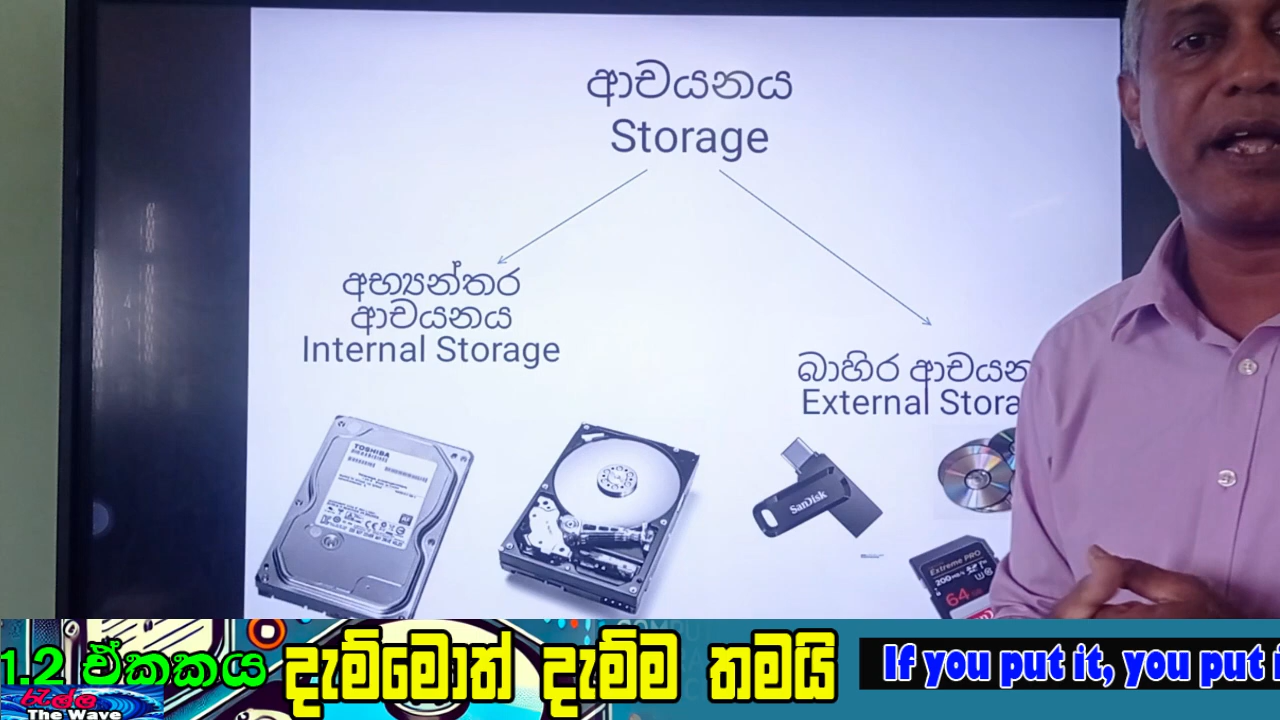 ආචයනය
Storage
අභ්‍යන්තර
ආචයනය
Internal Storage
බාහිර ආචයන
External Stora
TOSHIBA
SanDisk
Extreme PRO
200MB/s
64
1.2 ඒකකය
දැම්මොත් දැම්ම තමයි
If you put it, you put i
රැල්ල
The Wave